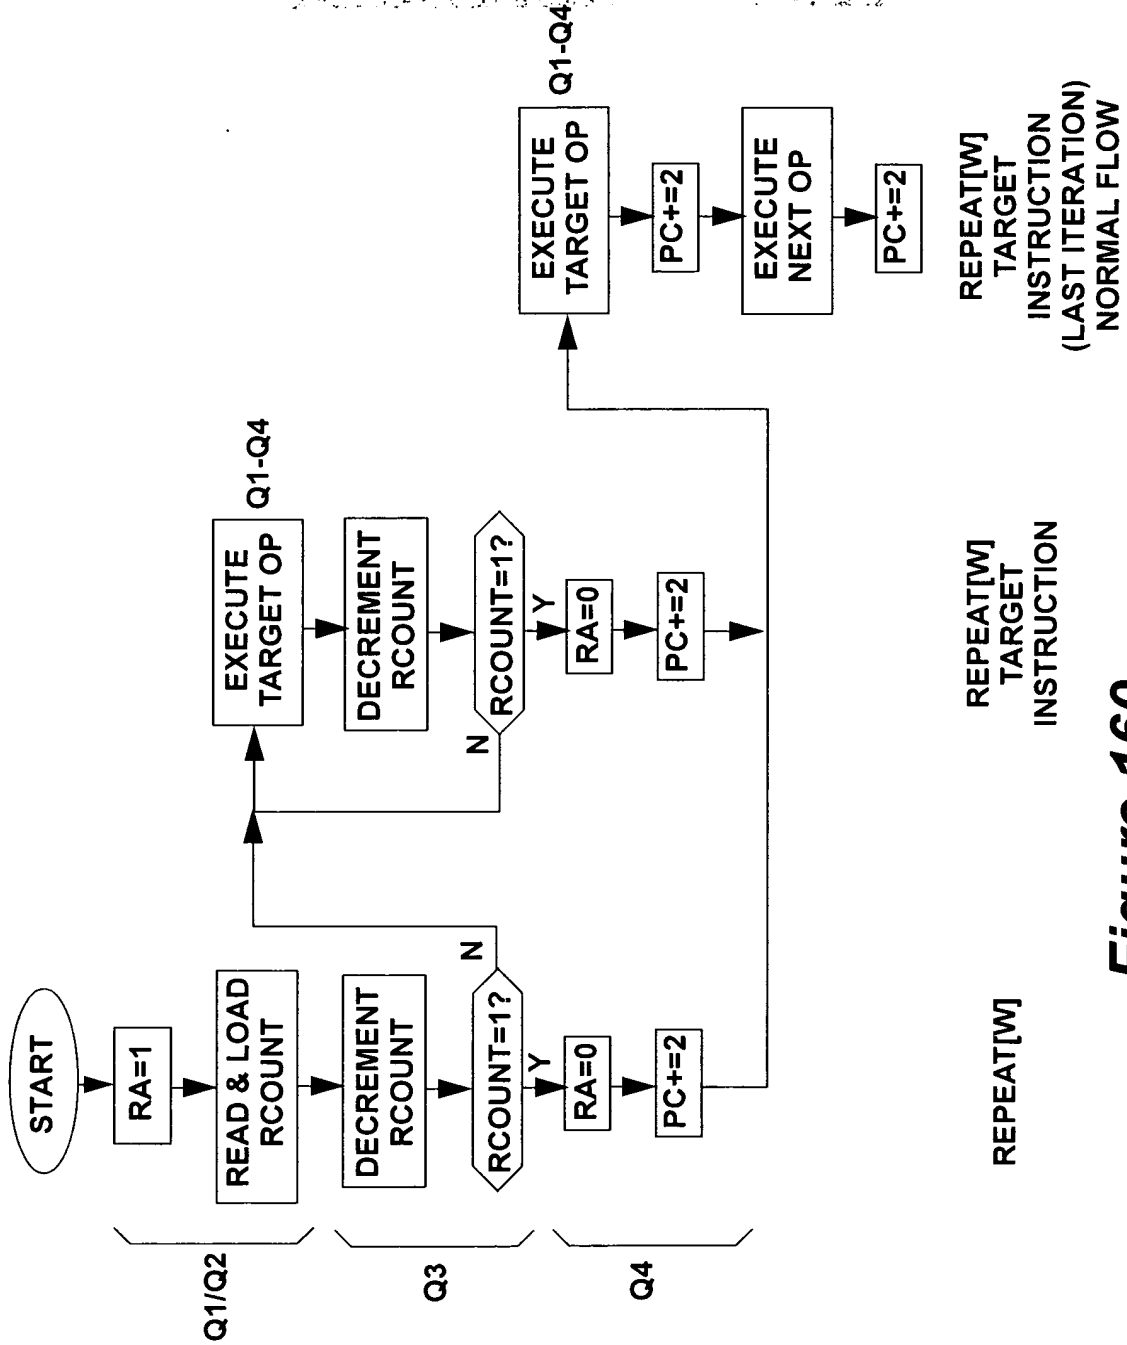 START
RA=1
READ & LOAD
RCOUNT
DECREMENT
RCOUNT
RCOUNT=1?
N
Y
RA=0
PC+=2
Q1/Q2
Q3
Q4
REPEAT[W]
EXECUTE
TARGET OP
Q1-Q4
DECREMENT
RCOUNT
RCOUNT=1?
N
Y
RA=0
PC+=2
REPEAT[W]
TARGET
INSTRUCTION
EXECUTE
TARGET OP
Q1-Q4
PC+=2
EXECUTE
NEXT OP
PC+=2
REPEAT[W]
TARGET
INSTRUCTION
(LAST ITERATION)
NORMAL FLOW